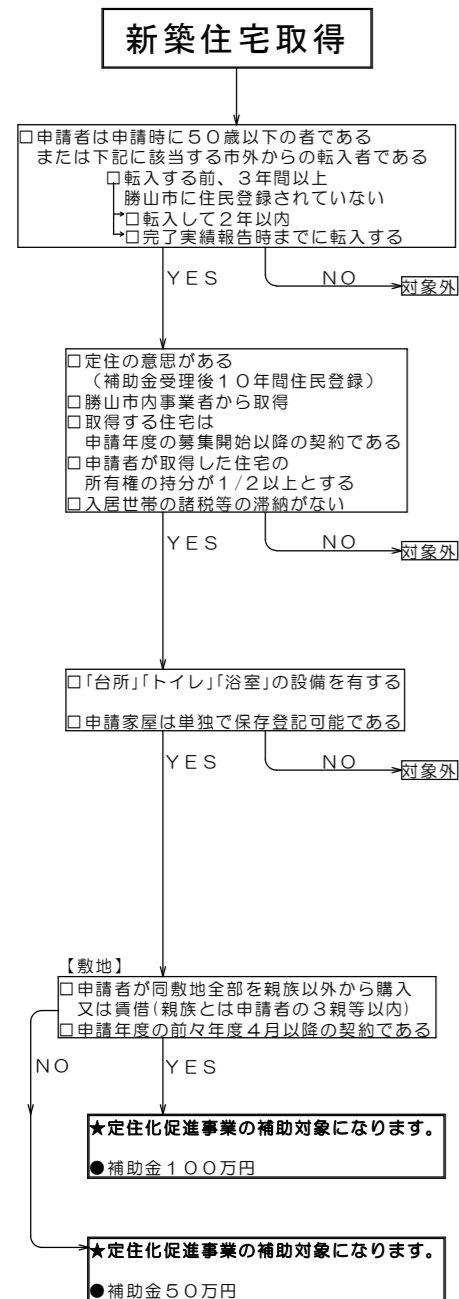 新築住宅取得
□申請者は申請時に５０歳以下の者である
または下記に該当する市外からの転入者である
□転入する前、３年間以上
勝山市に住民登録されていない
□転入して２年以内
□完了実績報告時までに転入する
ＹＥＳ
ＮＯ
対象外
□定住の意思がある
（補助金受理後１０年間住民登録）
□勝山市内事業者から取得
□取得する住宅は
申請年度の募集開始以降の契約である
□申請者が取得した住宅の
所有権の持分が１/２以上とする
□入居世帯の諸税等の滞納がない
ＹＥＳ
ＮＯ
対象外
□「台所」「トイレ」「浴室」の設備を有する
□申請家屋は単独で保存登記可能である
ＹＥＳ
ＮＯ
対象外
【敷地】
□申請者が同敷地全部を親族以外から購入
又は賃借(親族とは申請者の３親等以内)
□申請年度の前々年度４月以降の契約である
ＮＯ
ＹＥＳ
★定住化促進事業の補助対象になります。
●補助金１００万円
★定住化促進事業の補助対象になります。
●補助金５０万円